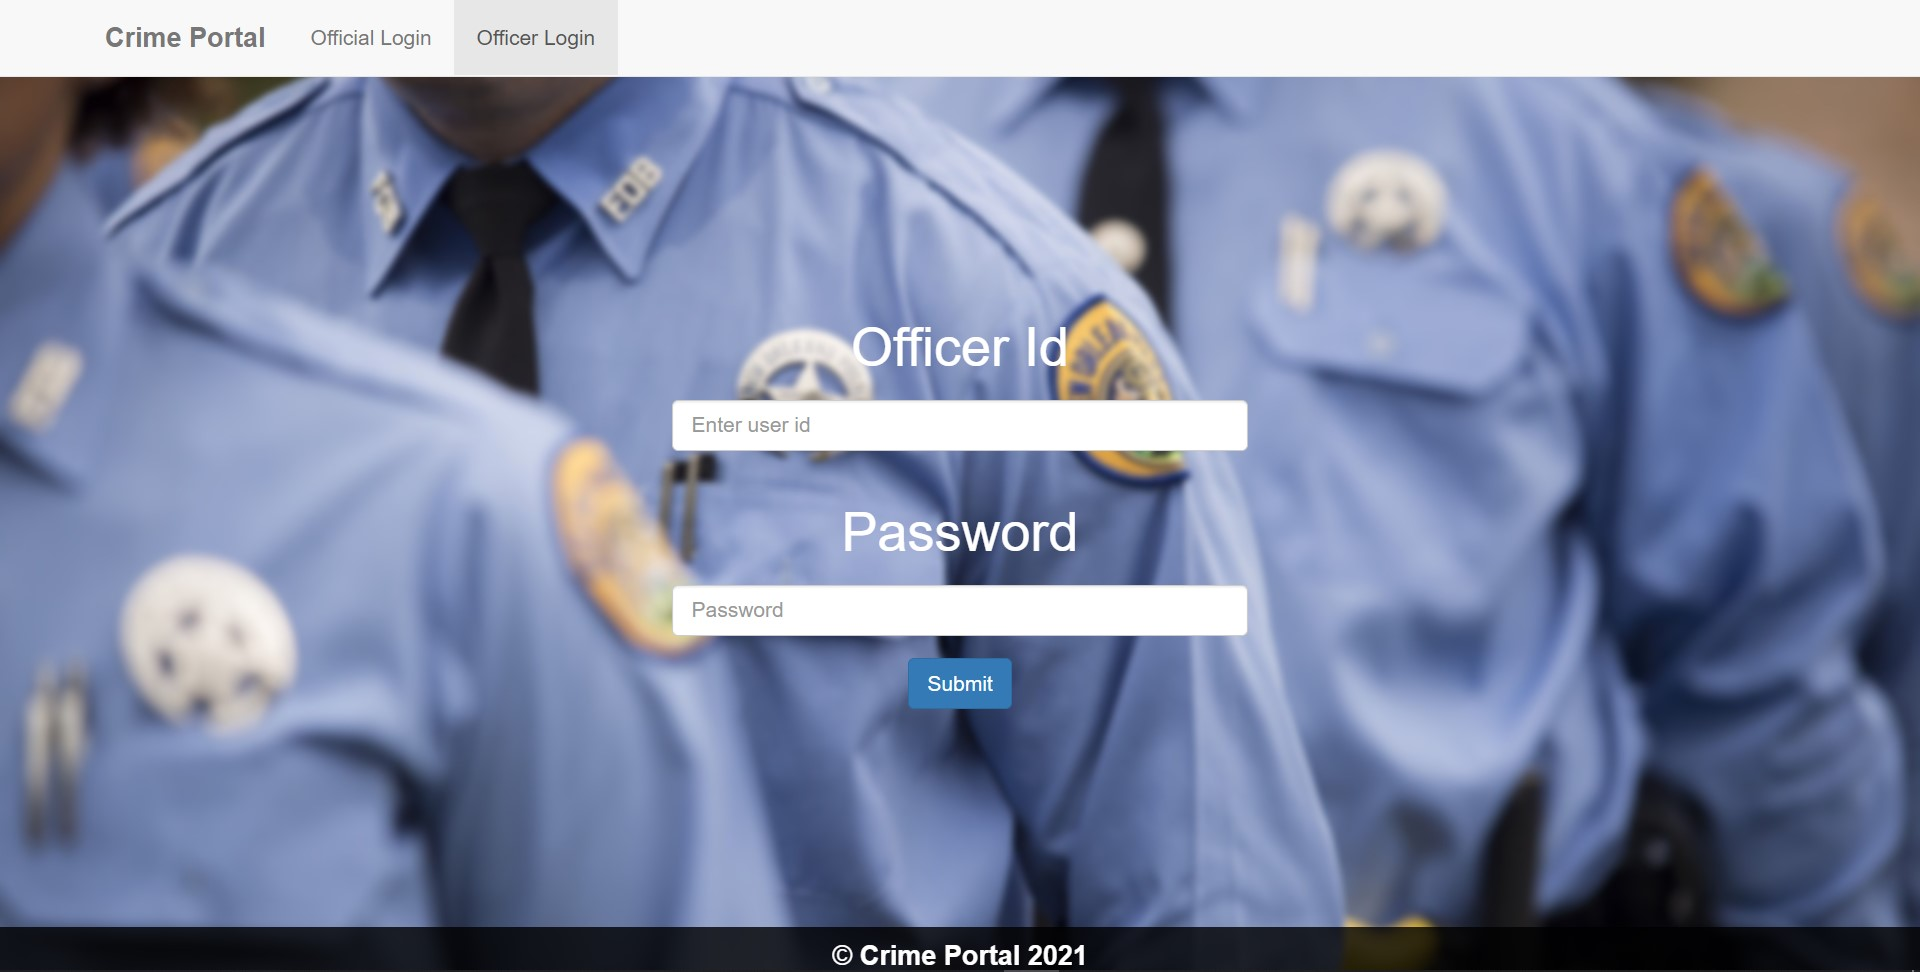 Crime Portal Official Login Officer Login
Officer Id
Enter user id
Password
Password
Submit
© Crime Portal 2021